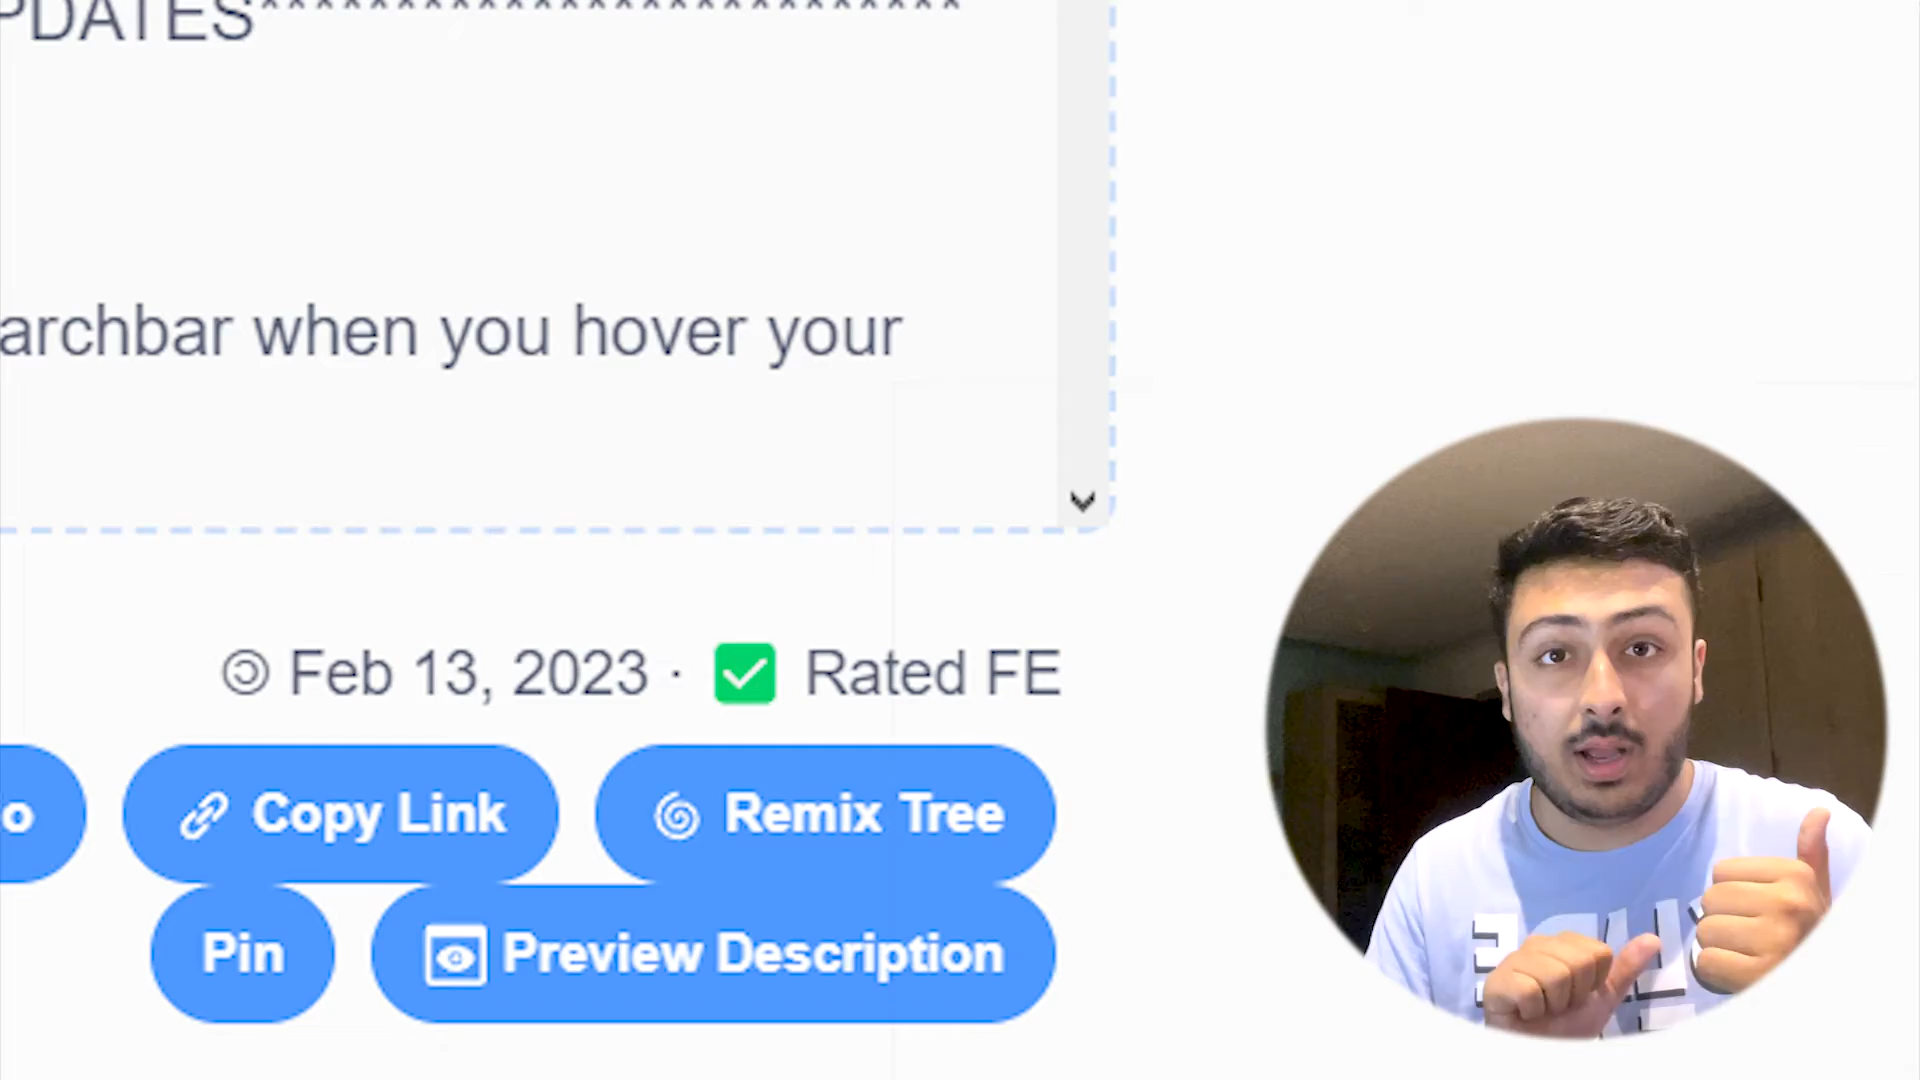 PDATES***************************
archbar when you hover your
Feb 13, 2023 · ✅ Rated FE
o Copy Link Remix Tree
Pin Preview Description